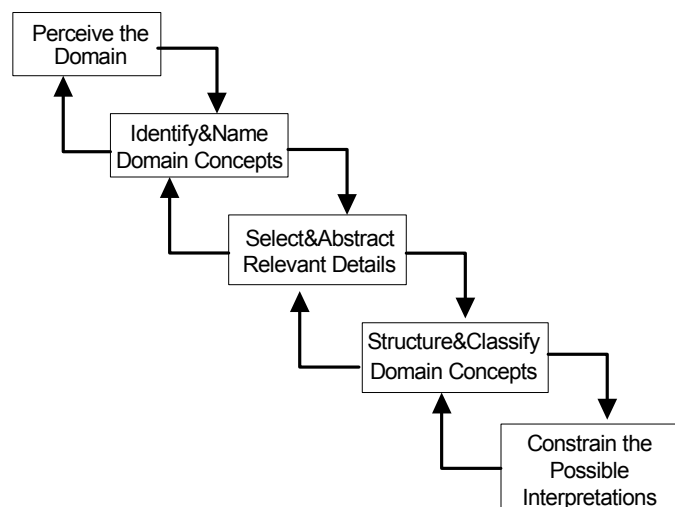 Perceive the
Domain
Identify&Name
Domain Concepts
Select&Abstract
Relevant Details
Structure&Classify
Domain Concepts
Constrain the
Possible
Interpretations